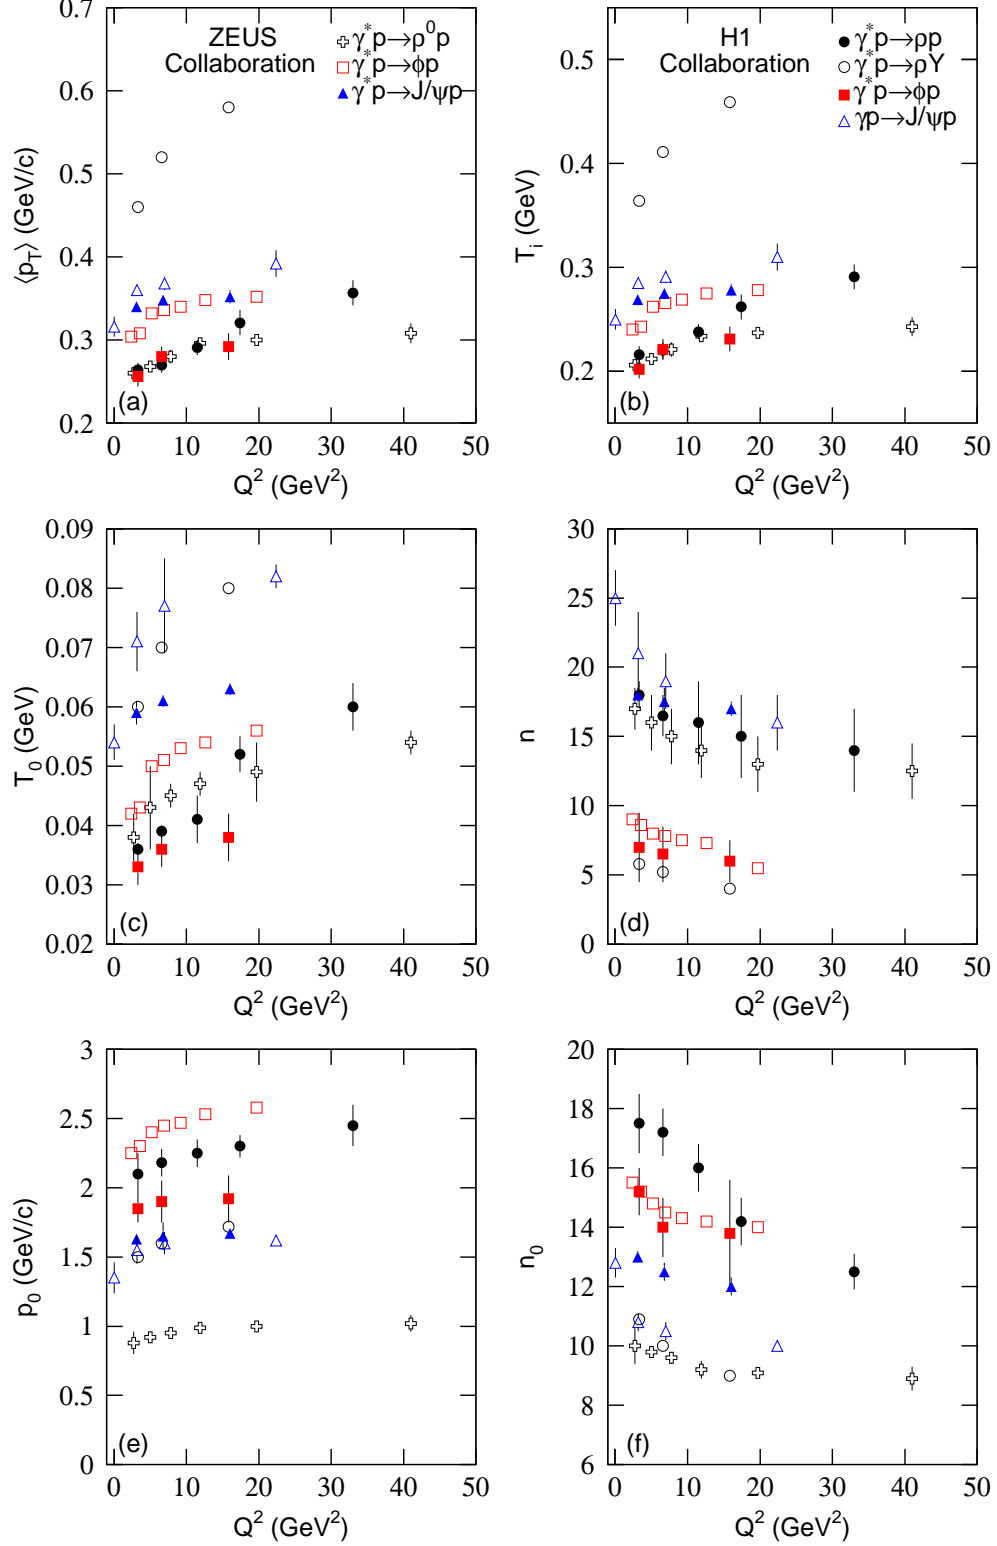 ZEUS
Collaboration
γ* p→ρ⁰p
γ* p→ϕp
γ* p→J/ψp
0.7
0.6
0.5
0.4
0.3
0.2
⟨p_T⟩ (GeV/c)
(a)
0 10 20 30 40 50
Q² (GeV²)
H1
Collaboration
γ* p→ρp
γ* p→ρY
γ* p→ϕp
γp→J/ψp
0.5
0.4
0.3
0.2
T_i (GeV)
(b)
0 10 20 30 40 50
Q² (GeV²)
0.09
0.08
0.07
0.06
0.05
0.04
0.03
0.02
T_0 (GeV)
(c)
0 10 20 30 40 50
Q² (GeV²)
30
25
20
15
10
5
0
n
(d)
0 10 20 30 40 50
Q² (GeV²)
3
2.5
2
1.5
1
0.5
0
p_0 (GeV/c)
(e)
0 10 20 30 40 50
Q² (GeV²)
20
18
16
14
12
10
8
6
n_0
(f)
0 10 20 30 40 50
Q² (GeV²)